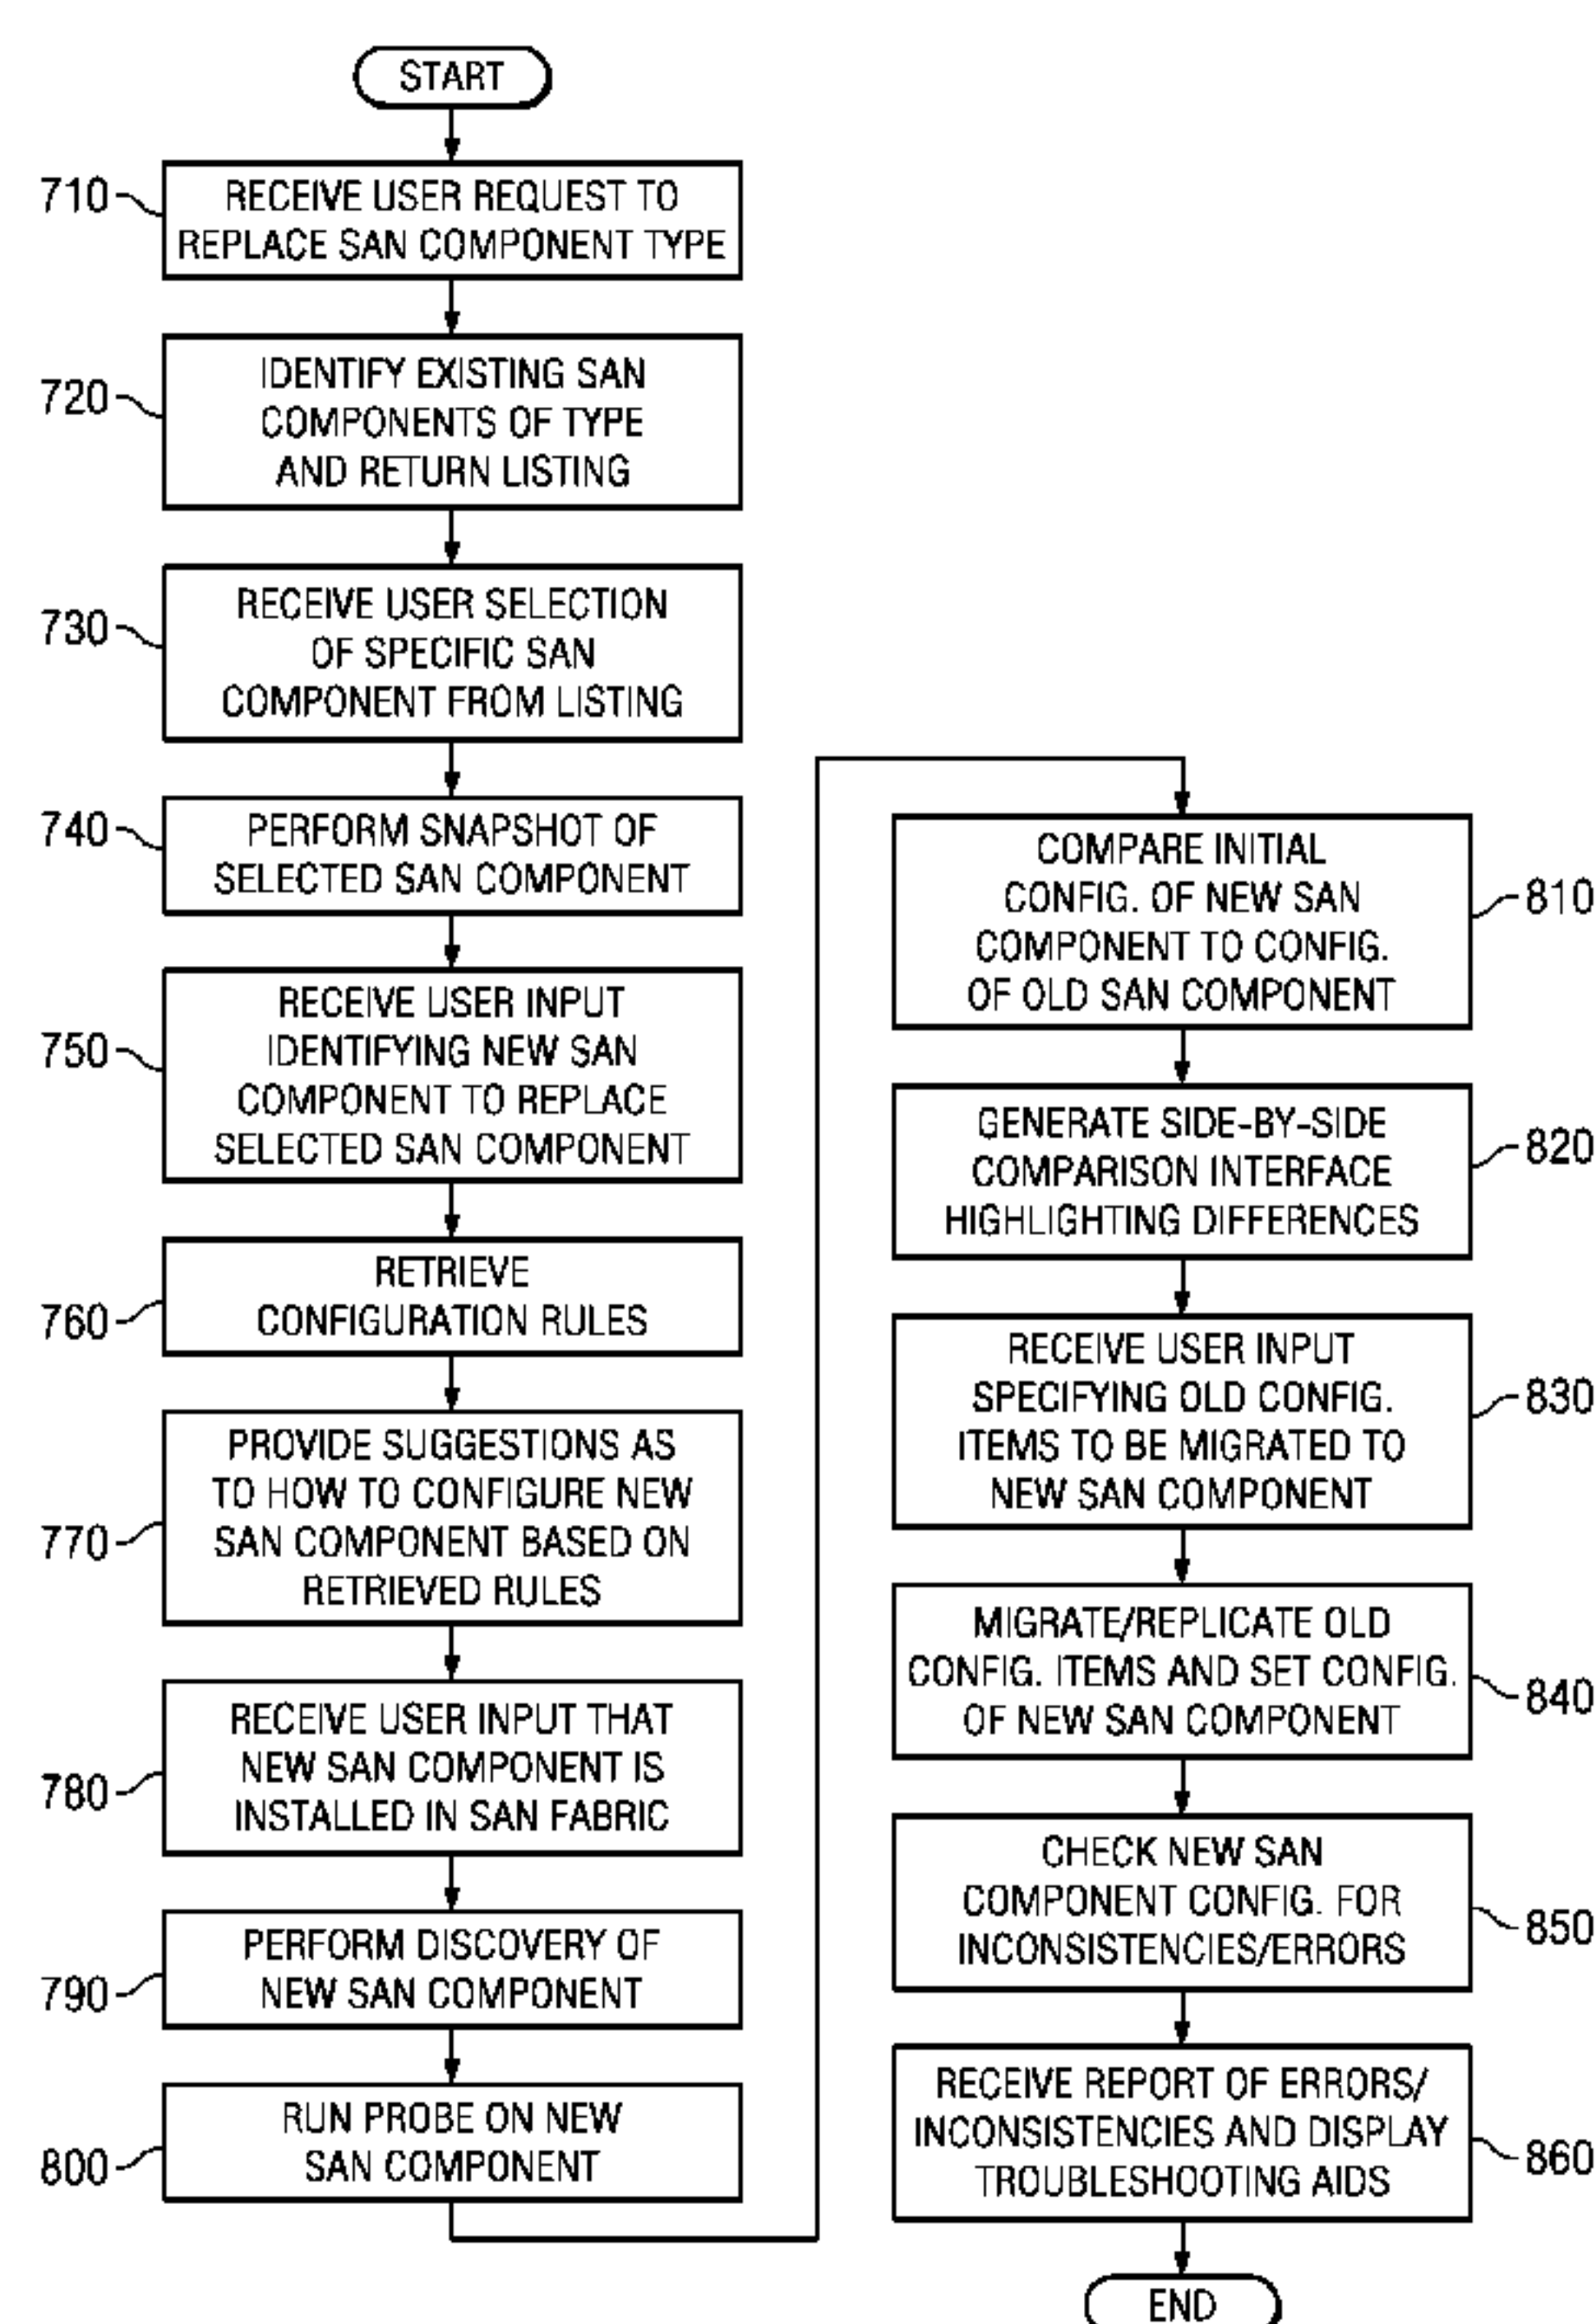 START
710
RECEIVE USER REQUEST TO
REPLACE SAN COMPONENT TYPE
720
IDENTIFY EXISTING SAN
COMPONENTS OF TYPE
AND RETURN LISTING
730
RECEIVE USER SELECTION
OF SPECIFIC SAN
COMPONENT FROM LISTING
740
PERFORM SNAPSHOT OF
SELECTED SAN COMPONENT
750
RECEIVE USER INPUT
IDENTIFYING NEW SAN
COMPONENT TO REPLACE
SELECTED SAN COMPONENT
760
RETRIEVE
CONFIGURATION RULES
770
PROVIDE SUGGESTIONS AS
TO HOW TO CONFIGURE NEW
SAN COMPONENT BASED ON
RETRIEVED RULES
780
RECEIVE USER INPUT THAT
NEW SAN COMPONENT IS
INSTALLED IN SAN FABRIC
790
PERFORM DISCOVERY OF
NEW SAN COMPONENT
800
RUN PROBE ON NEW
SAN COMPONENT
COMPARE INITIAL
CONFIG. OF NEW SAN
COMPONENT TO CONFIG.
OF OLD SAN COMPONENT
810
GENERATE SIDE-BY-SIDE
COMPARISON INTERFACE
HIGHLIGHTING DIFFERENCES
820
RECEIVE USER INPUT
SPECIFYING OLD CONFIG.
ITEMS TO BE MIGRATED TO
NEW SAN COMPONENT
830
MIGRATE/REPLICATE OLD
CONFIG. ITEMS AND SET CONFIG.
OF NEW SAN COMPONENT
840
CHECK NEW SAN
COMPONENT CONFIG. FOR
INCONSISTENCIES/ERRORS
850
RECEIVE REPORT OF ERRORS/
INCONSISTENCIES AND DISPLAY
TROUBLESHOOTING AIDS
860
END